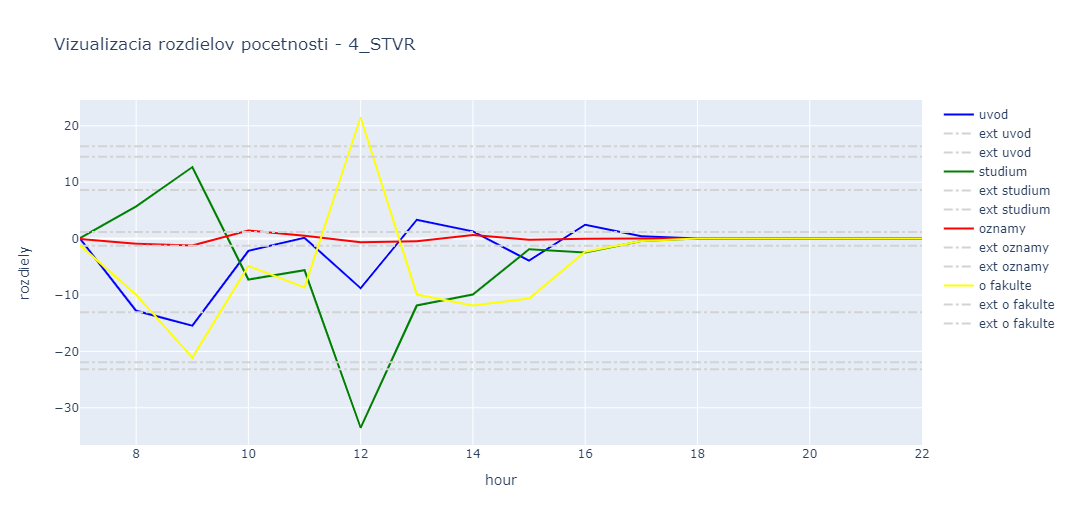 Vizualizacia rozdielov pocetnosti - 4_STVR
rozdiely
20
10
0
−10
−20
−30
8
10
12
14
16
18
20
22
hour
uvod
ext uvod
ext uvod
studium
ext studium
ext studium
oznamy
ext oznamy
ext oznamy
o fakulte
ext o fakulte
ext o fakulte